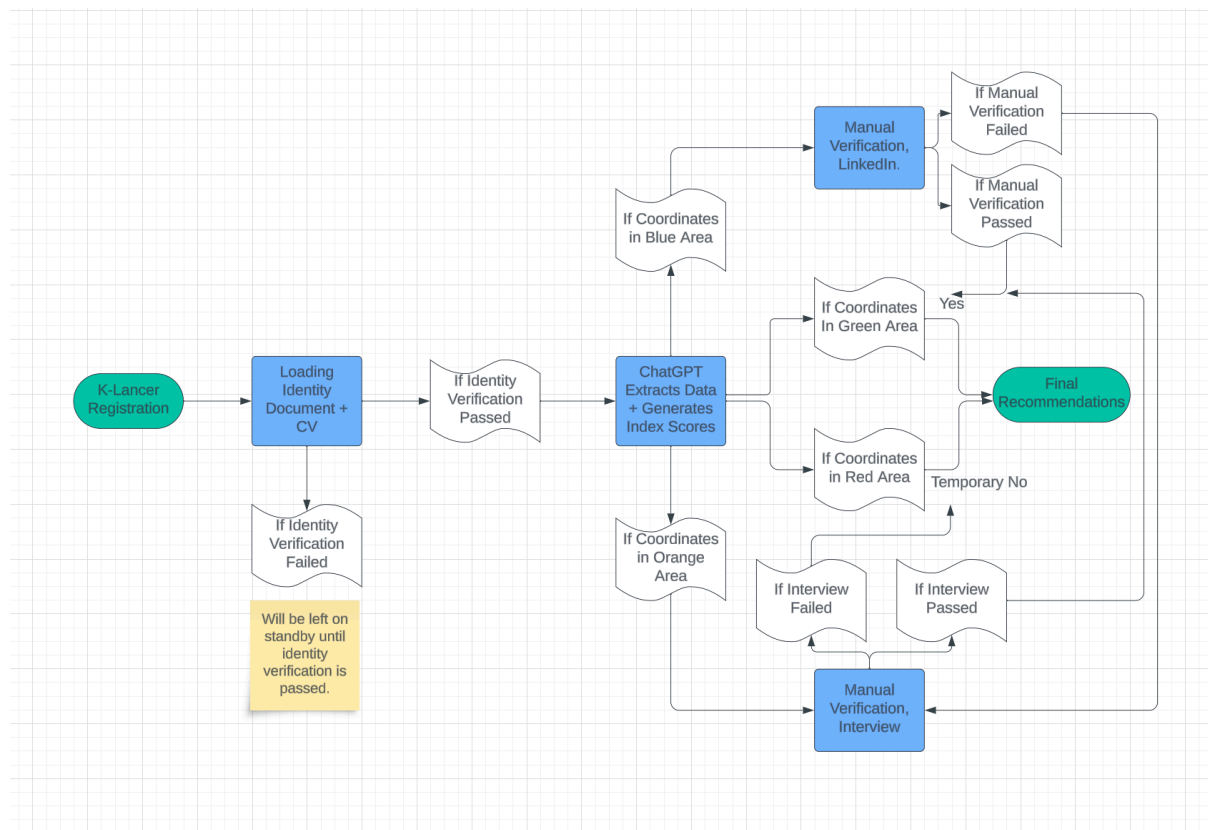 If Manual
Verification
Failed
Manual
Verification,
LinkedIn.
If Manual
Verification
Passed
If Coordinates
in Blue Area
Yes
If Coordinates
In Green Area
K-Lancer
Registration
Loading
Identity
Document +
CV
If Identity
Verification
Passed
ChatGPT
Extracts Data
+ Generates
Index Scores
Final
Recommendations
If Coordinates
in Red Area
Temporary No
If Identity
Verification
Failed
If Coordinates
in Orange
Area
If Interview
Failed
If Interview
Passed
Will be left on
standby until
identity
verification is
passed.
Manual
Verification,
Interview